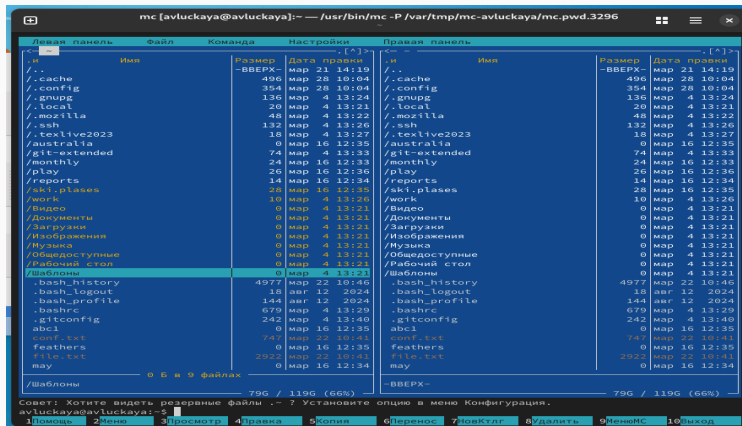 mc [avluckaya@avluckaya]:~ — /usr/bin/mc -P /var/tmp/mc-avluckaya/mc.pwd.3296
~
Левая панель Файл Команда Настройки Правая панель
<— ~ —.[^]>┐ <— ~ —.[^]>┐
.и Имя Размер Дата правки .и Имя Размер Дата правки
/.. -ВВЕРХ- мар 21 14:19 /.. -ВВЕРХ- мар 21 14:19
/.cache 496 мар 28 10:04 /.cache 496 мар 28 10:04
/.config 354 мар 28 10:04 /.config 354 мар 28 10:04
/.gnupg 136 мар 4 13:24 /.gnupg 136 мар 4 13:24
/.local 20 мар 4 13:21 /.local 20 мар 4 13:21
/.mozilla 48 мар 4 13:22 /.mozilla 48 мар 4 13:22
/.ssh 132 мар 4 13:26 /.ssh 132 мар 4 13:26
/.texlive2023 18 мар 4 13:27 /.texlive2023 18 мар 4 13:27
/australia 0 мар 16 12:35 /australia 0 мар 16 12:35
/git-extended 74 мар 4 13:33 /git-extended 74 мар 4 13:33
/monthly 24 мар 16 12:33 /monthly 24 мар 16 12:33
/play 26 мар 16 12:36 /play 26 мар 16 12:36
/reports 14 мар 16 12:34 /reports 14 мар 16 12:34
/ski.plases 28 мар 16 12:35 /ski.plases 28 мар 16 12:35
/work 10 мар 4 13:26 /work 10 мар 4 13:26
/Видео 0 мар 4 13:21 /Видео 0 мар 4 13:21
/Документы 0 мар 4 13:21 /Документы 0 мар 4 13:21
/Загрузки 0 мар 4 13:21 /Загрузки 0 мар 4 13:21
/Изображения 0 мар 4 13:21 /Изображения 0 мар 4 13:21
/Музыка 0 мар 4 13:21 /Музыка 0 мар 4 13:21
/Общедоступные 0 мар 4 13:21 /Общедоступные 0 мар 4 13:21
/Рабочий стол 0 мар 4 13:21 /Рабочий стол 0 мар 4 13:21
/Шаблоны 0 мар 4 13:21 /Шаблоны 0 мар 4 13:21
.bash_history 4977 мар 22 10:46 .bash_history 4977 мар 22 10:46
.bash_logout 18 авг 12 2024 .bash_logout 18 авг 12 2024
.bash_profile 144 авг 12 2024 .bash_profile 144 авг 12 2024
.bashrc 679 мар 4 13:29 .bashrc 679 мар 4 13:29
.gitconfig 242 мар 4 13:40 .gitconfig 242 мар 4 13:40
abc1 0 мар 16 12:35 abc1 0 мар 16 12:35
conf.txt 747 мар 22 10:41 conf.txt 747 мар 22 10:41
feathers 0 мар 16 12:35 feathers 0 мар 16 12:35
file.txt 2922 мар 22 10:41 file.txt 2922 мар 22 10:41
may 0 мар 16 12:34 may 0 мар 16 12:34
0 Б в 9 файлах
/Шаблоны -ВВЕРХ-
79G / 119G (66%) 79G / 119G (66%)
Совет: Хотите видеть резервные файлы .~ ? Установите опцию в меню Конфигурация.
avluckaya@avluckaya:~$
1Помощь 2Меню 3Просмотр 4Правка 5Копия 6Перенос 7НовКтлг 8Удалить 9МенюМС 10Выход